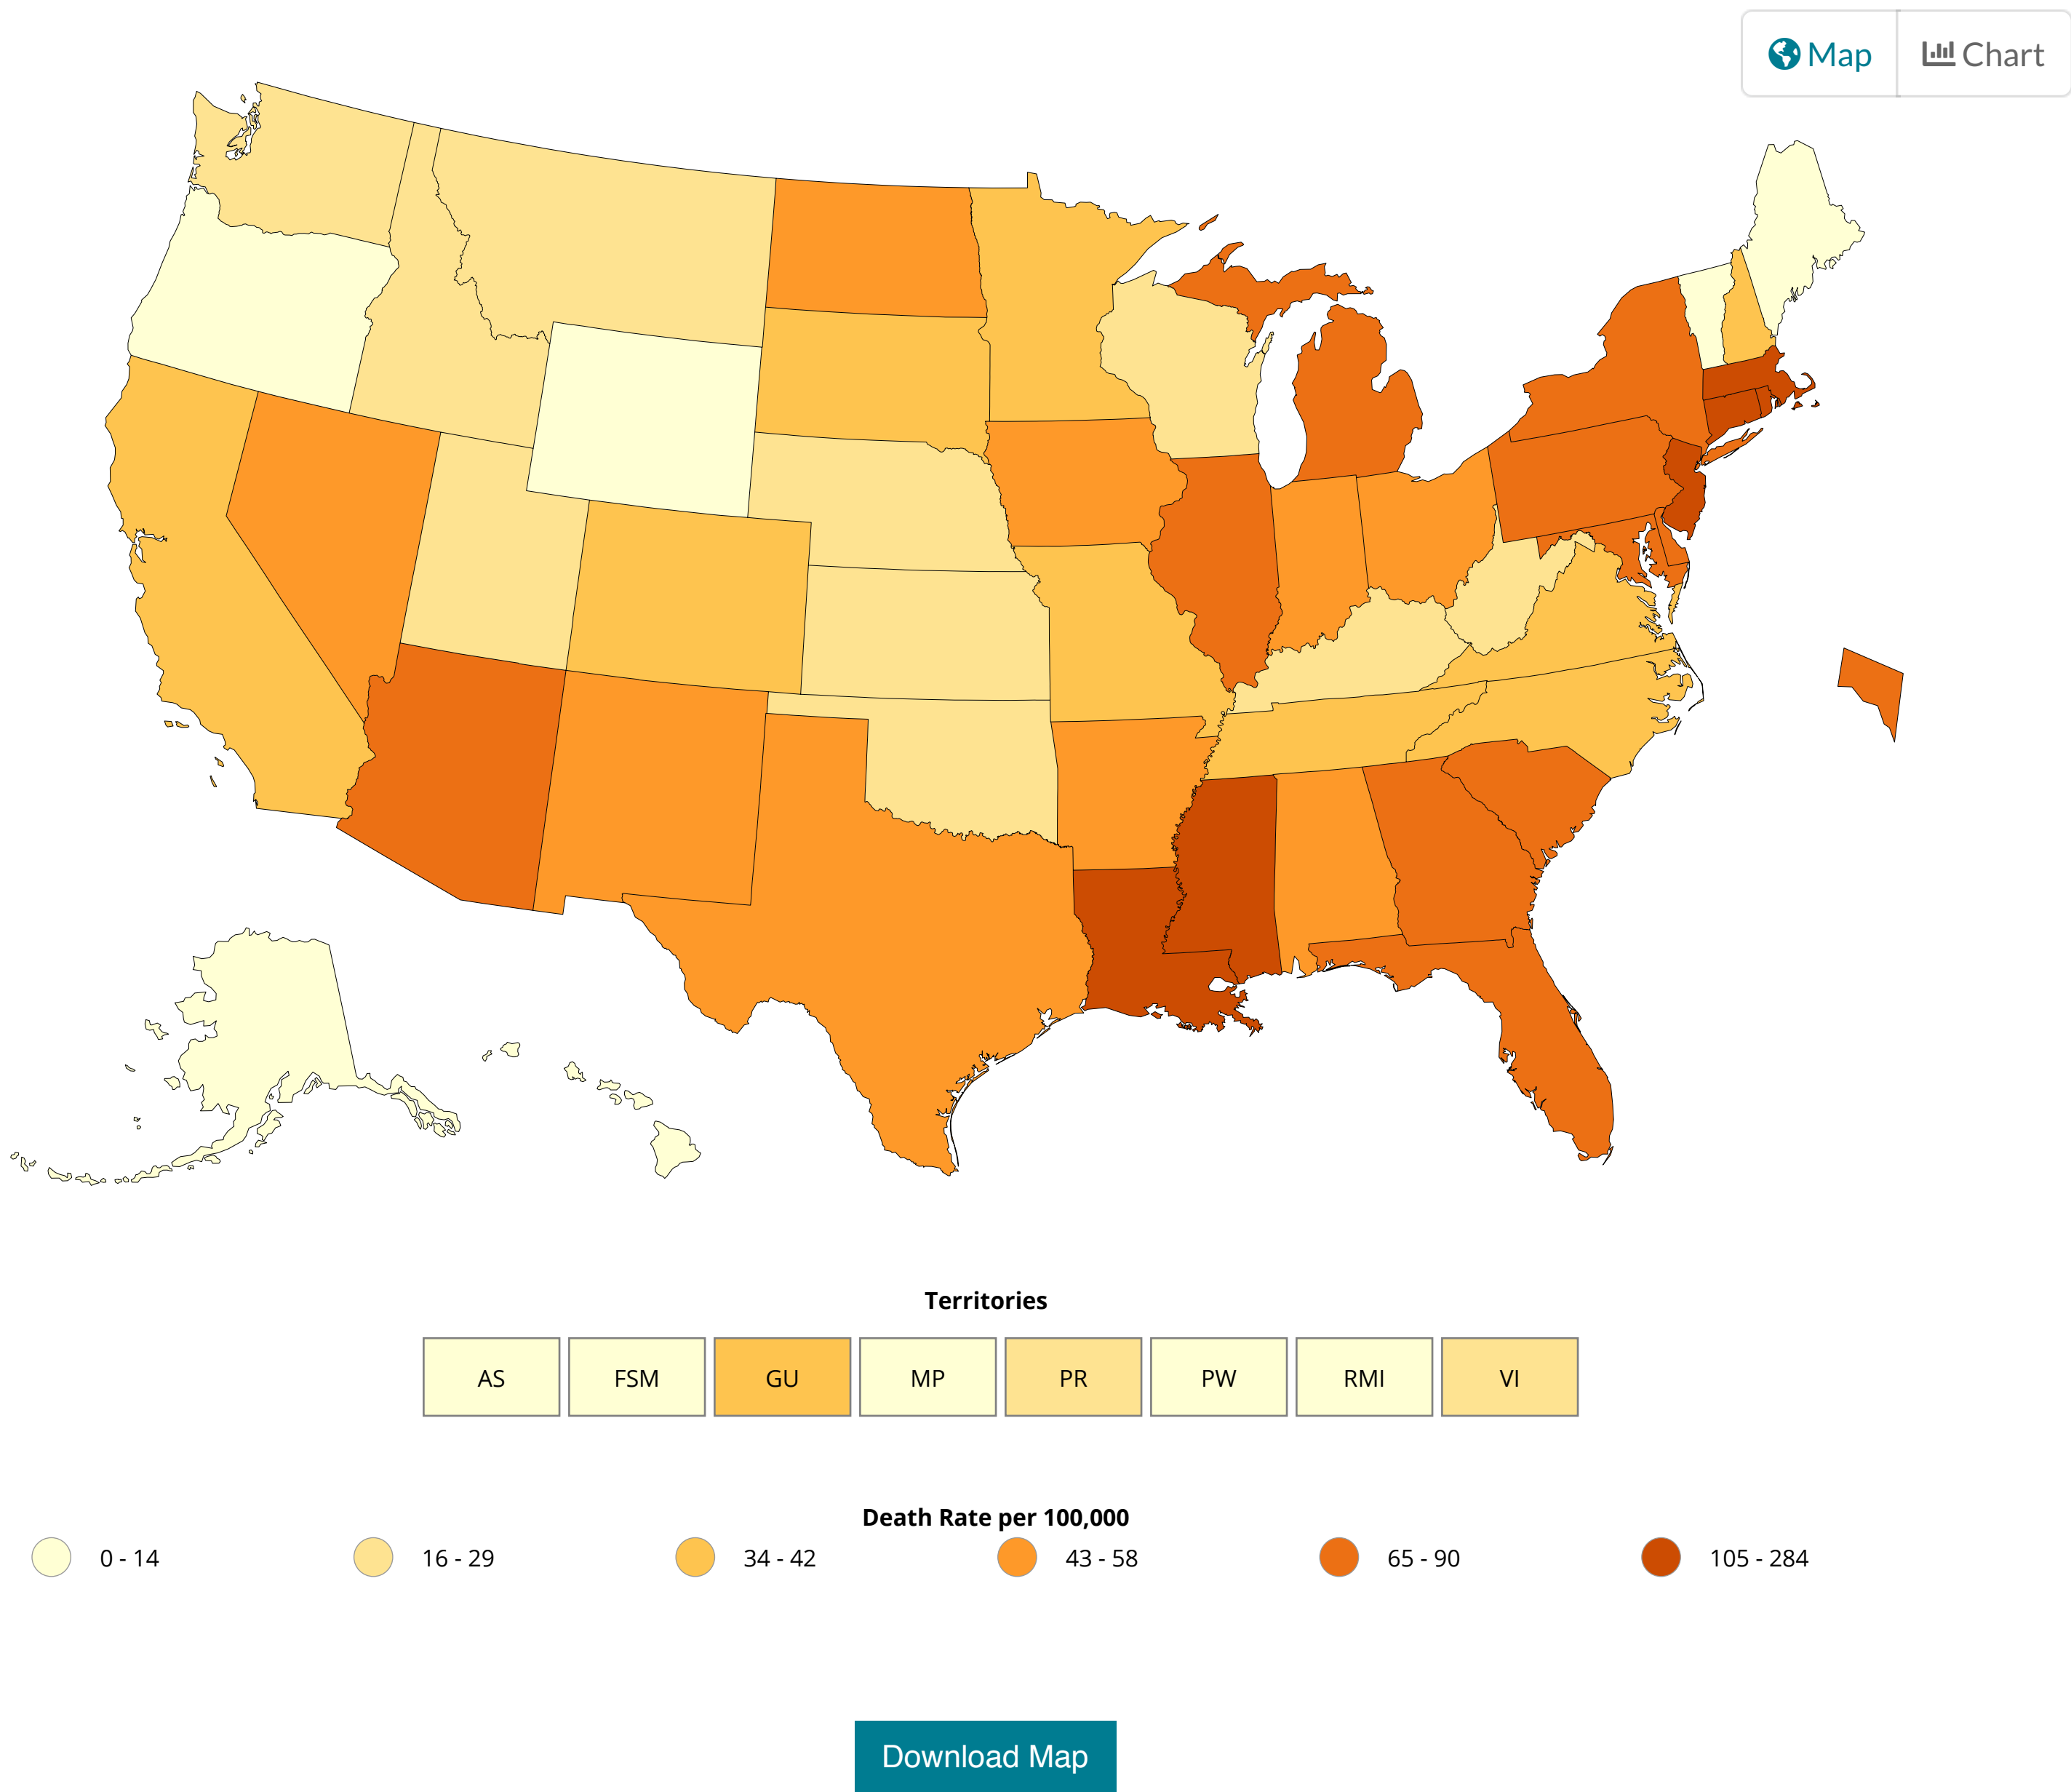 Map
Chart
Territories
AS
FSM
GU
MP
PR
PW
RMI
VI
Death Rate per 100,000
0 - 14
16 - 29
34 - 42
43 - 58
65 - 90
105 - 284
Download Map